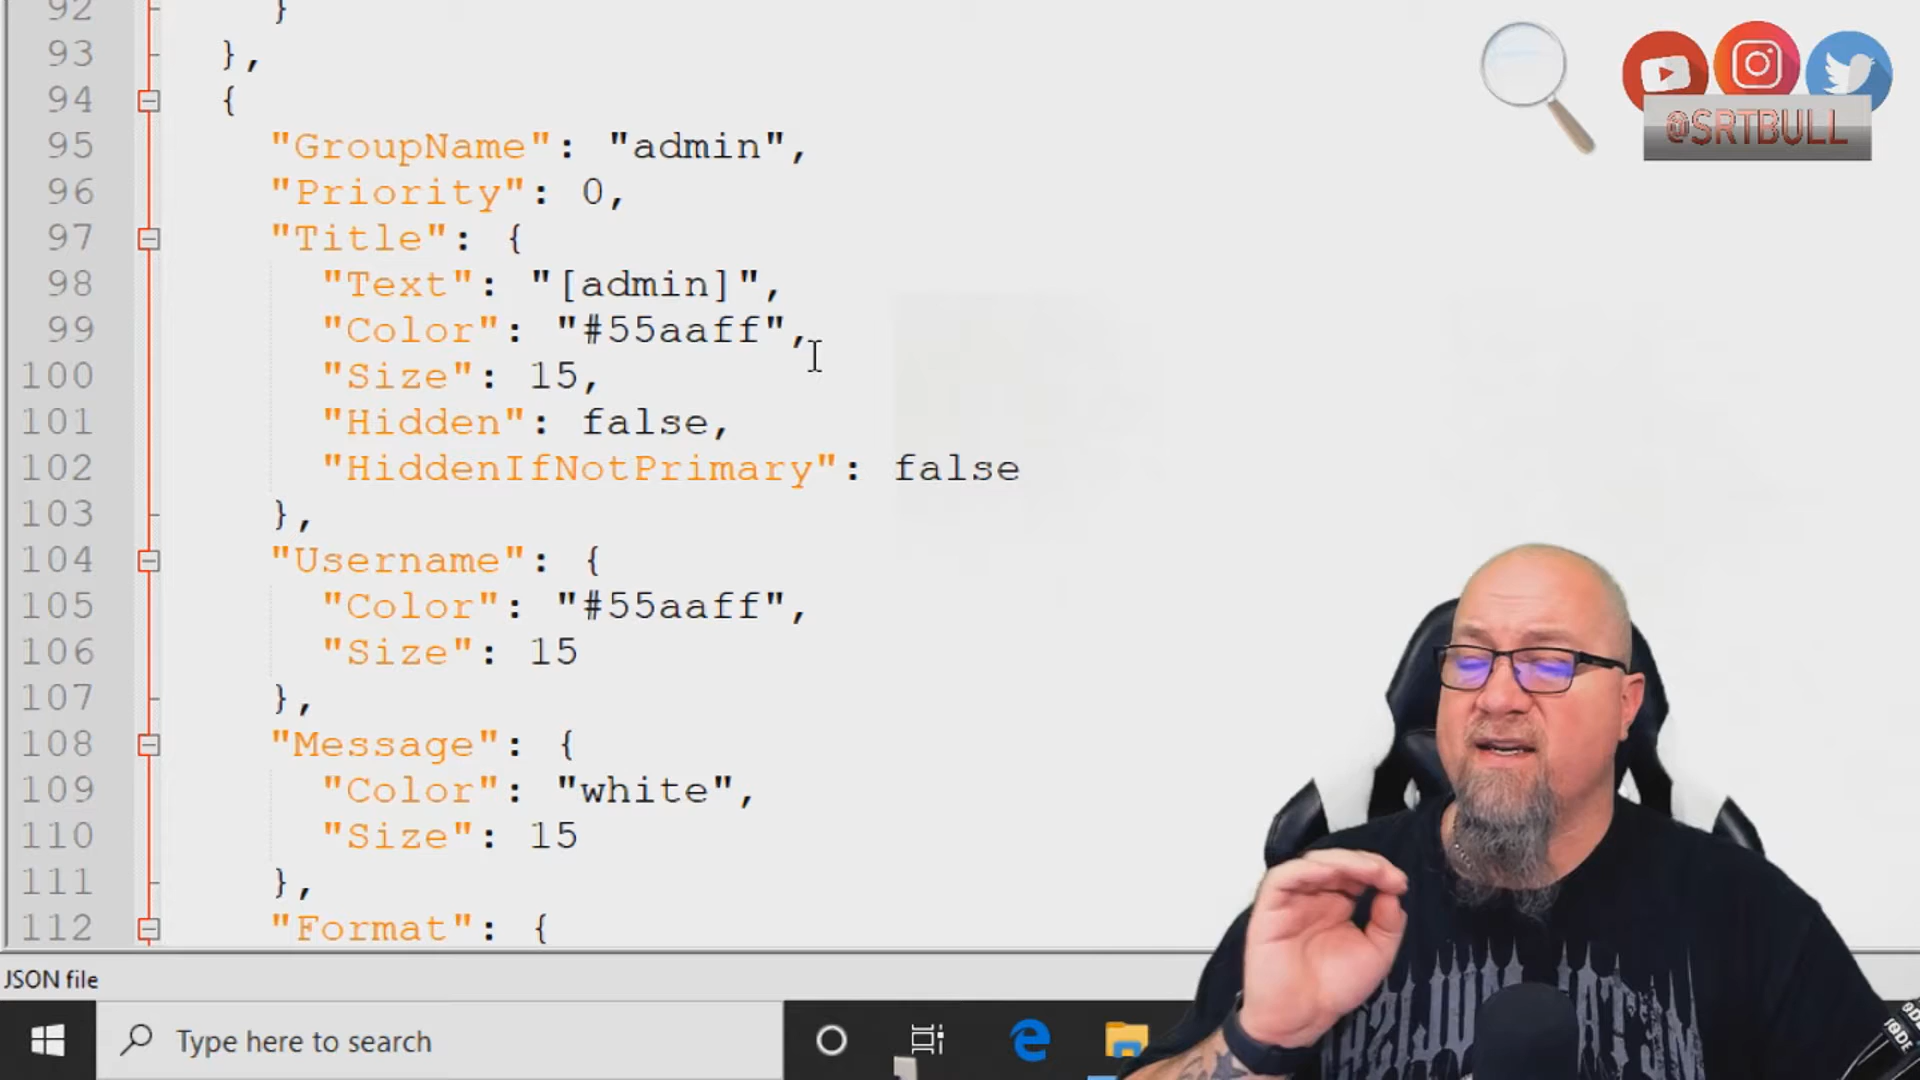 92 }
93 },
94 {
95 "GroupName": "admin",
96 "Priority": 0,
97 "Title": {
98 "Text": "[admin]",
99 "Color": "#55aaff",
100 "Size": 15,
101 "Hidden": false,
102 "HiddenIfNotPrimary": false
103 },
104 "Username": {
105 "Color": "#55aaff",
106 "Size": 15
107 },
108 "Message": {
109 "Color": "white",
110 "Size": 15
111 },
112 "Format": {
@SRTBULL
JSON file
Type here to search